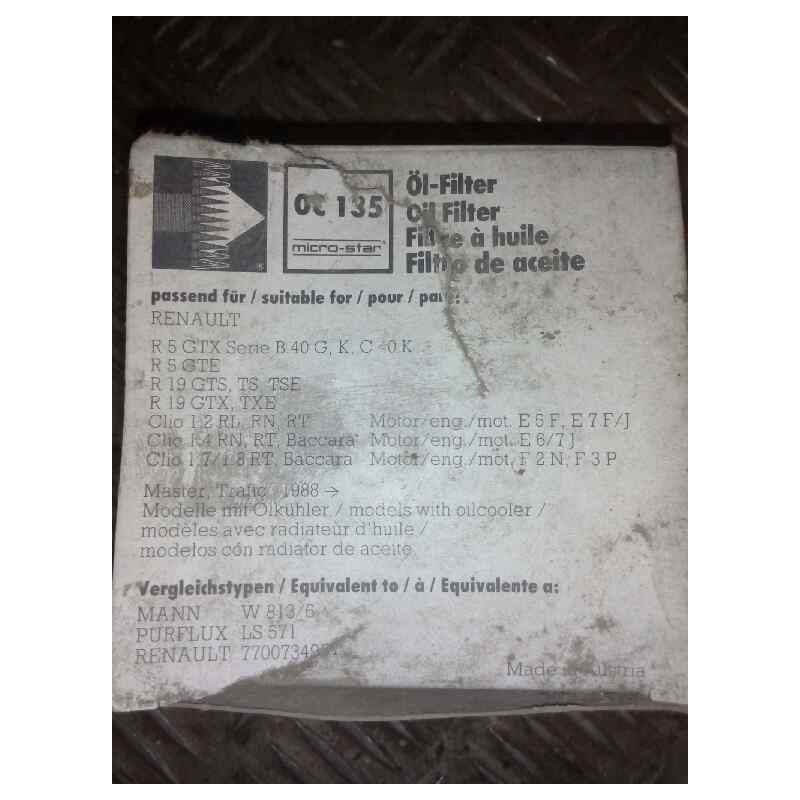 OC 135
micro-star
Öl-Filter
Oil Filter
Filtre à huile
Filtro de aceite
passend für / suitable for / pour / para:
RENAULT
R 5 GTX Serie B 40 G, K, C 40 K
R 5 GTE
R 19 GTS, TS, TSE
R 19 GTX, TXE
Clio 1.2 RL, RN, RT Motor/eng./mot. E 5 F, E 7 F/J
Clio 1.4 RN, RT, Baccara Motor/eng./mot. E 6/7 J
Clio 1.7/1.8 RT, Baccara Motor/eng./mot. F 2 N, F 3 P
Master, Trafic 1988 →
Modelle mit Ölkühler / models with oilcooler /
modèles avec radiateur d'huile /
modelos cón radiator de aceite
Vergleichstypen / Equivalent to / à / Equivalente a:
MANN W 813/
PURFLUX LS 571
RENAULT
Made in Austria